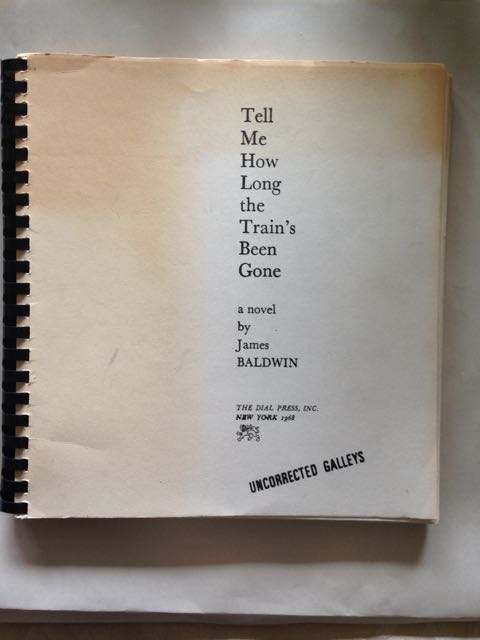 Tell
Me
How
Long
the
Train's
Been
Gone
a novel
by
James
BALDWIN
THE DIAL PRESS, INC.
NEW YORK 1968
UNCORRECTED GALLEYS